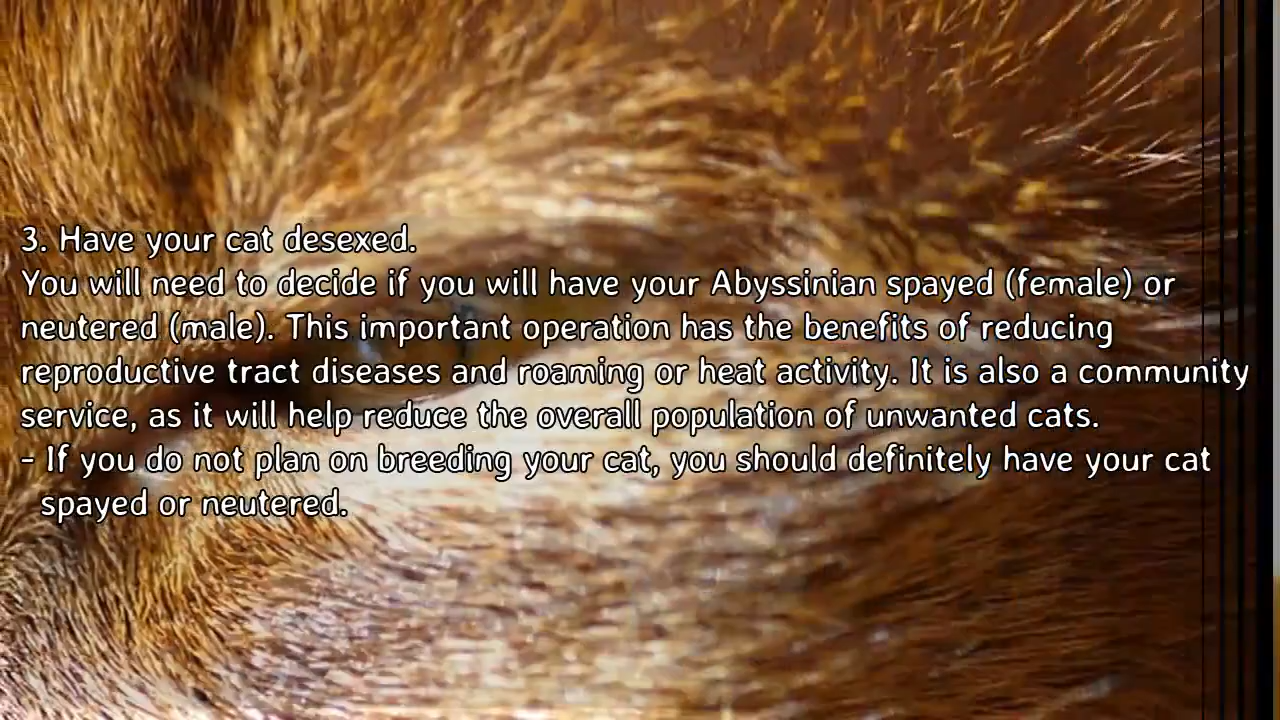 3. Have your cat desexed.
You will need to decide if you will have your Abyssinian spayed (female) or
neutered (male). This important operation has the benefits of reducing
reproductive tract diseases and roaming or heat activity. It is also a community
service, as it will help reduce the overall population of unwanted cats.
- If you do not plan on breeding your cat, you should definitely have your cat
spayed or neutered.